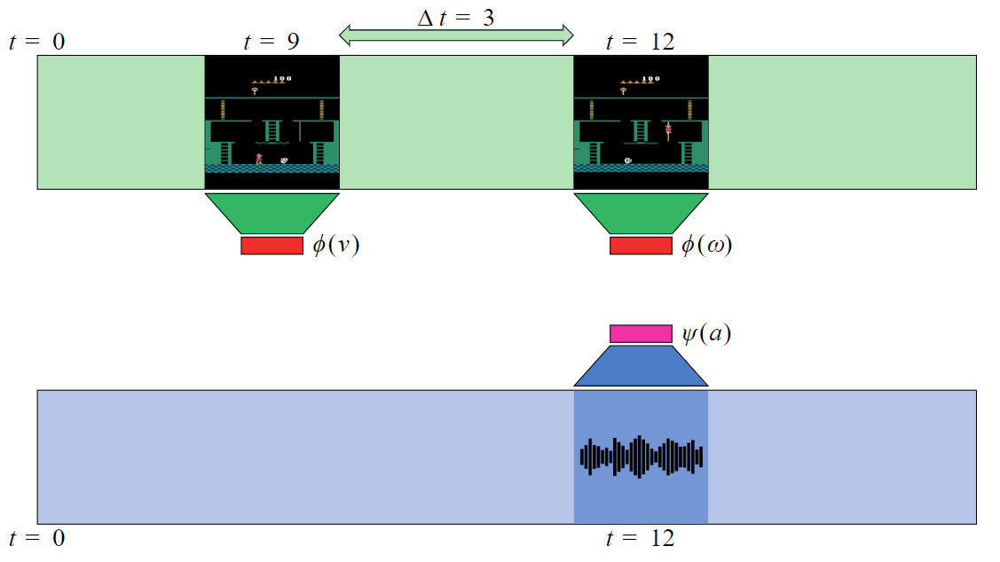 Δ t = 3
t = 0
t = 9
t = 12
100
100
ϕ(v)
ϕ(ω)
ψ(a)
t = 0
t = 12